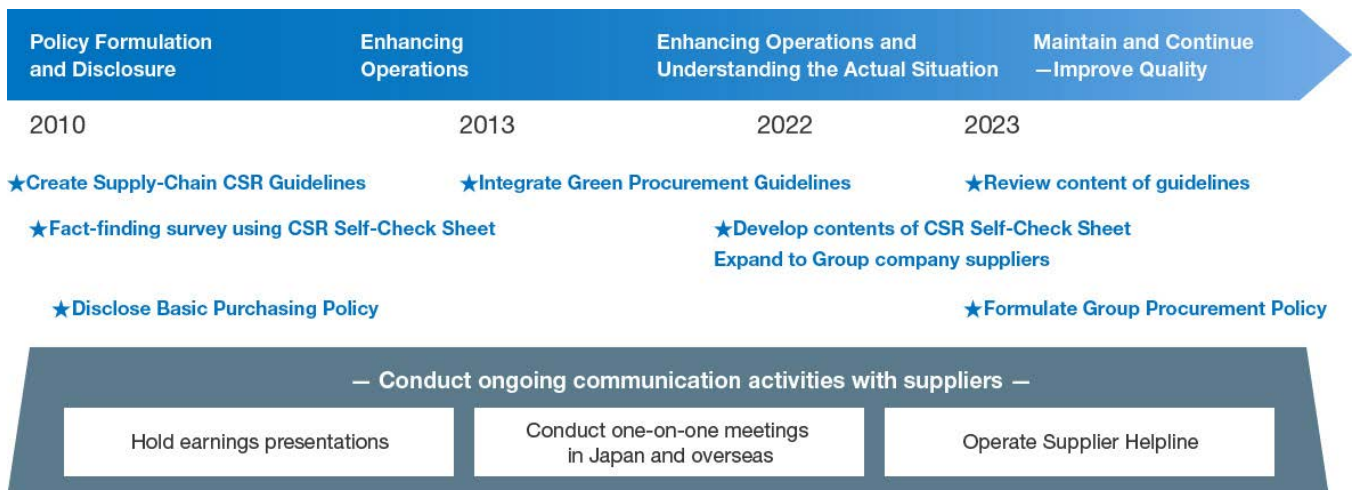 Policy Formulation
and Disclosure
Enhancing
Operations
Enhancing Operations and
Understanding the Actual Situation
Maintain and Continue
—Improve Quality
2010
2013
2022
2023
★Create Supply-Chain CSR Guidelines
★Integrate Green Procurement Guidelines
★Review content of guidelines
★Fact-finding survey using CSR Self-Check Sheet
★Develop contents of CSR Self-Check Sheet
Expand to Group company suppliers
★Disclose Basic Purchasing Policy
★Formulate Group Procurement Policy
— Conduct ongoing communication activities with suppliers —
Hold earnings presentations
Conduct one-on-one meetings
in Japan and overseas
Operate Supplier Helpline